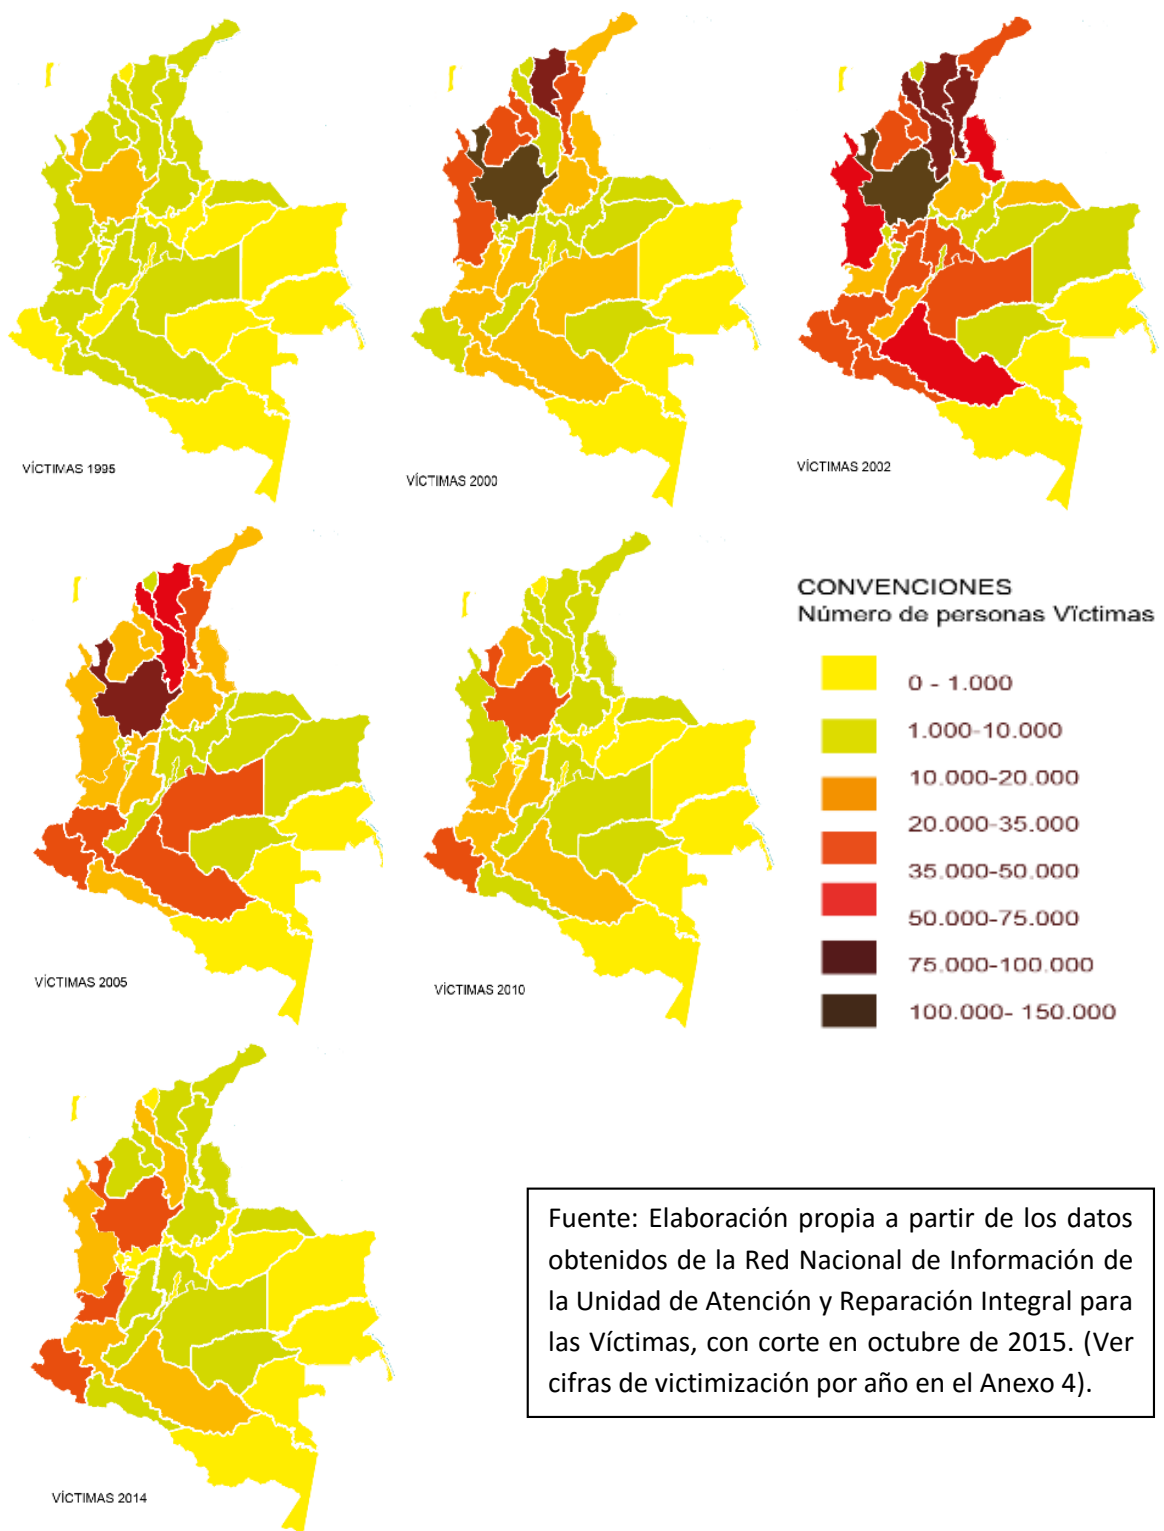 VÍCTIMAS 1995
VÍCTIMAS 2000
VÍCTIMAS 2002
CONVENCIONES
Número de personas Vïctimas
0 - 1.000
1.000-10.000
10.000-20.000
20.000-35.000
35.000-50.000
50.000-75.000
75.000-100.000
100.000- 150.000
VÍCTIMAS 2005
VÍCTIMAS 2010
Fuente: Elaboración propia a partir de los datos
obtenidos de la Red Nacional de Información de
la Unidad de Atención y Reparación Integral para
las Víctimas, con corte en octubre de 2015. (Ver
cifras de victimización por año en el Anexo 4).
VÍCTIMAS 2014